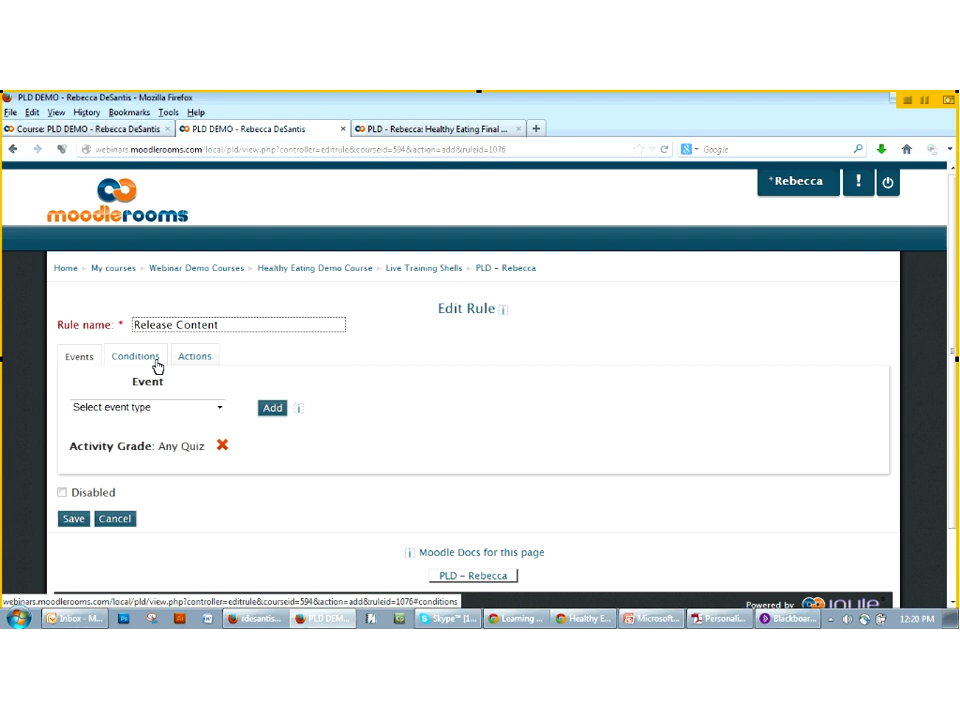 PLD DEMO - Rebecca DeSantis - Mozilla Firefox
File Edit View History Bookmarks Tools Help
Course: PLD DEMO - Rebecca DeSantis × PLD DEMO - Rebecca DeSantis × PLD - Rebecca: Healthy Eating Final ... × +
webinars.moodlerooms.com/local/pld/view.php?controller=editrule&courseid=594&action=add&ruleid=1076 Google
Rebecca !
moodlerooms
Home My courses Webinar Demo Courses Healthy Eating Demo Course Live Training Shells PLD - Rebecca
Edit Rule i
Rule name: * Release Content
Events Conditions Actions
Event
Select event type Add i
Activity Grade: Any Quiz
Disabled
Save Cancel
i Moodle Docs for this page
PLD - Rebecca
webinars.moodlerooms.com/local/pld/view.php?controller=editrule&courseid=594&action=add&ruleid=1076#conditions
Powered by joule
Inbox - M... rdesantis... PLD DEM... Skype™ [1... Learning ... Healthy E... Microsoft... Personali... Blackboar... 12:20 PM